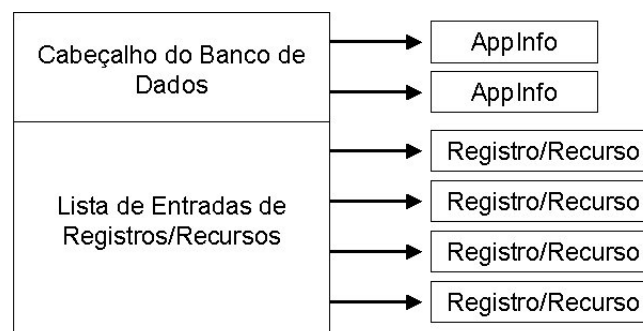 Cabeçalho do Banco de
Dados
AppInfo
AppInfo
Lista de Entradas de
Registros/Recursos
Registro/Recurso
Registro/Recurso
Registro/Recurso
Registro/Recurso